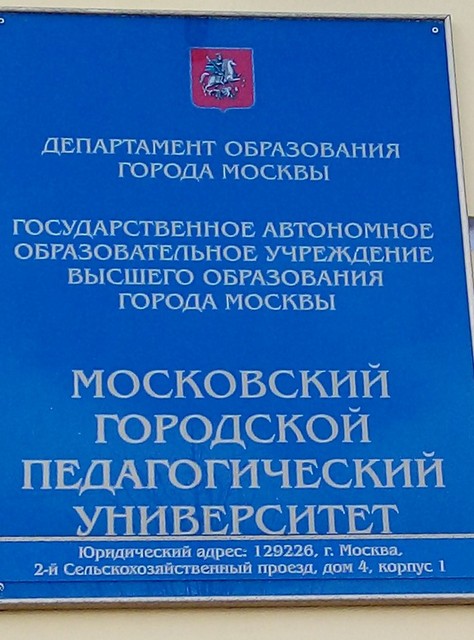 ДЕПАРТАМЕНТ ОБРАЗОВАНИЯ
ГОРОДА МОСКВЫ
ГОСУДАРСТВЕННОЕ АВТОНОМНОЕ
ОБРАЗОВАТЕЛЬНОЕ УЧРЕЖДЕНИЕ
ВЫСШЕГО ОБРАЗОВАНИЯ
ГОРОДА МОСКВЫ
МОСКОВСКИЙ
ГОРОДСКОЙ
ПЕДАГОГИЧЕСКИЙ
УНИВЕРСИТЕТ
Юридический адрес: 129226, г. Москва,
2-й Сельскохозяйственный проезд, дом 4, корпус 1